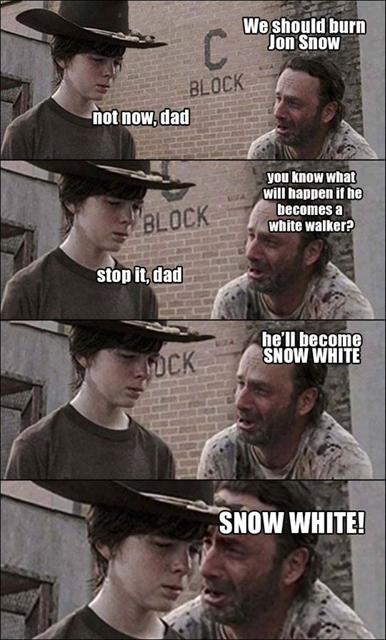 We should burn
Jon Snow
C
BLOCK
not now, dad
you know what
will happen if he
becomes a
white walker?
BLOCK
stop it, dad
he'll become
SNOW WHITE
OCK
SNOW WHITE!